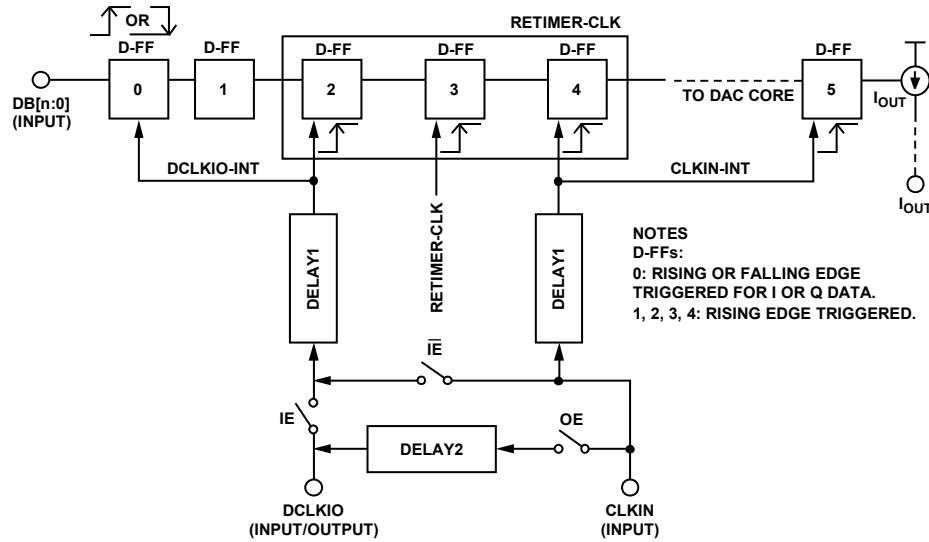 OR
RETIMER-CLK
D-FF D-FF D-FF D-FF D-FF D-FF
0 1 2 3 4 5
DB[n:0]
(INPUT)
TO DAC CORE
IOUT
DCLKIO-INT
CLKIN-INT
IOUT
DELAY1
RETIMER-CLK
DELAY1
NOTES
D-FFs:
0: RISING OR FALLING EDGE
TRIGGERED FOR I OR Q DATA.
1, 2, 3, 4: RISING EDGE TRIGGERED.
IE
IE
OE
DELAY2
DCLKIO
(INPUT/OUTPUT)
CLKIN
(INPUT)